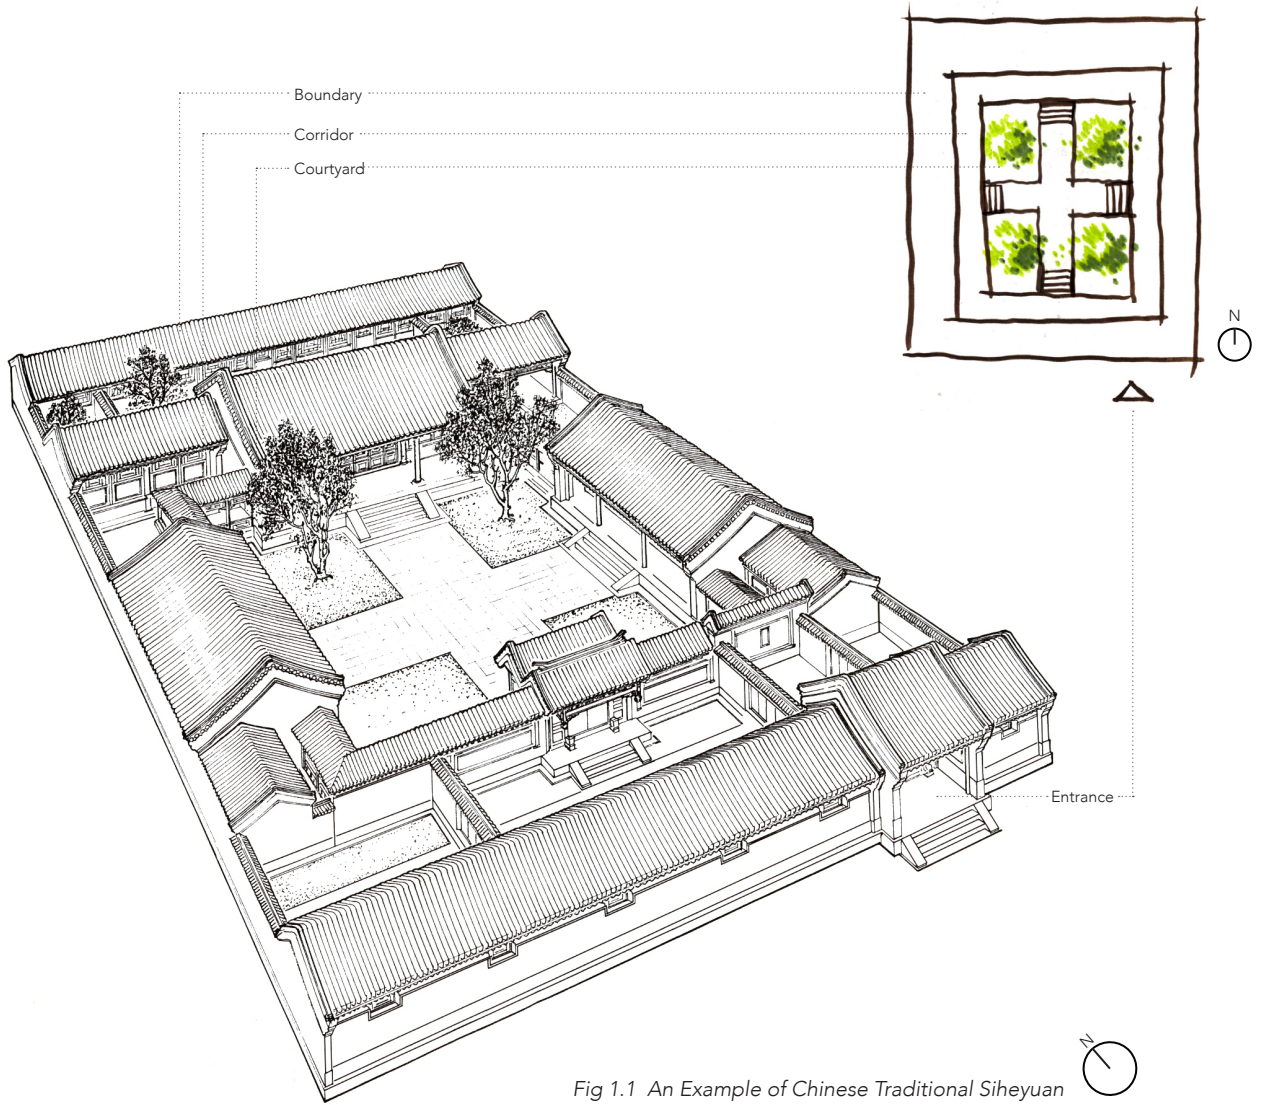 Boundary
Corridor
Courtyard
N
Entrance
N
Fig 1.1 An Example of Chinese Traditional Siheyuan